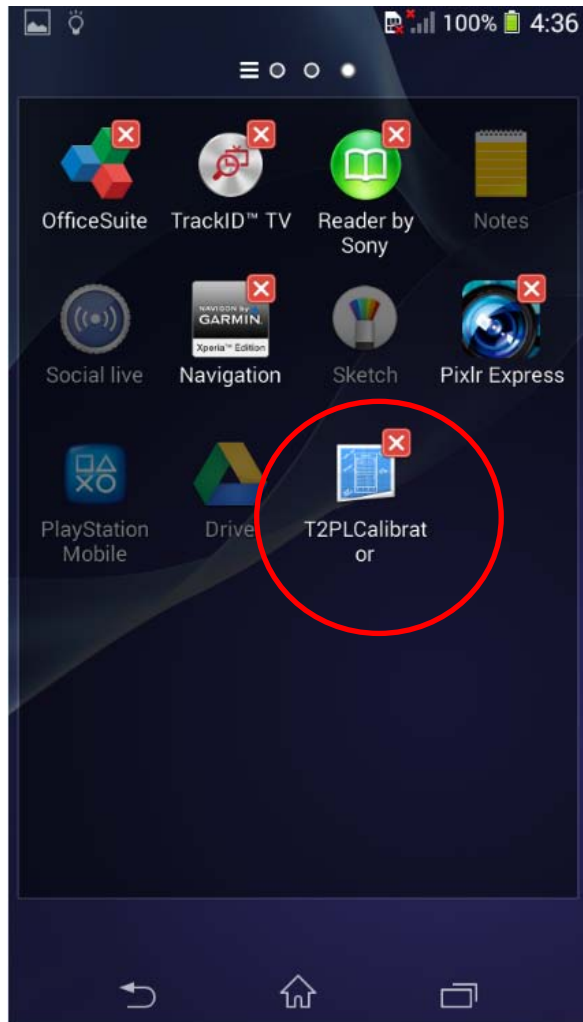 100% 4:36
OfficeSuite TrackID™ TV Reader by Sony Notes
NAVIGON by
GARMIN
Xperia™ Edition
Social live Navigation Sketch Pixlr Express
PlayStation Mobile Drive T2PLCalibrat
or